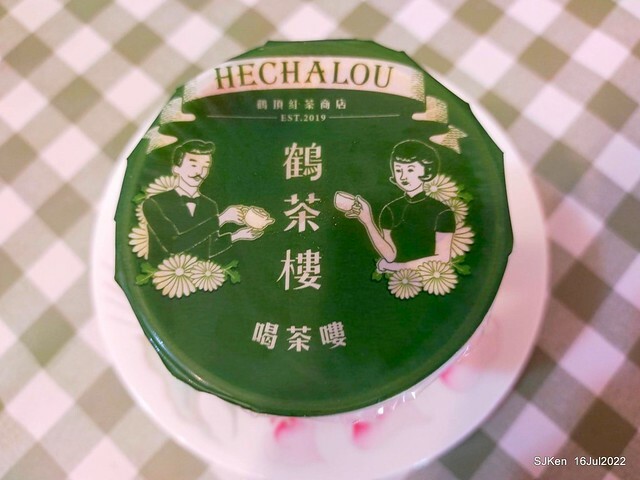 HECHALOU
鶴頂紅茶商店
EST.2019
鶴茶樓
喝茶嘍
SJKen 16Jul2022